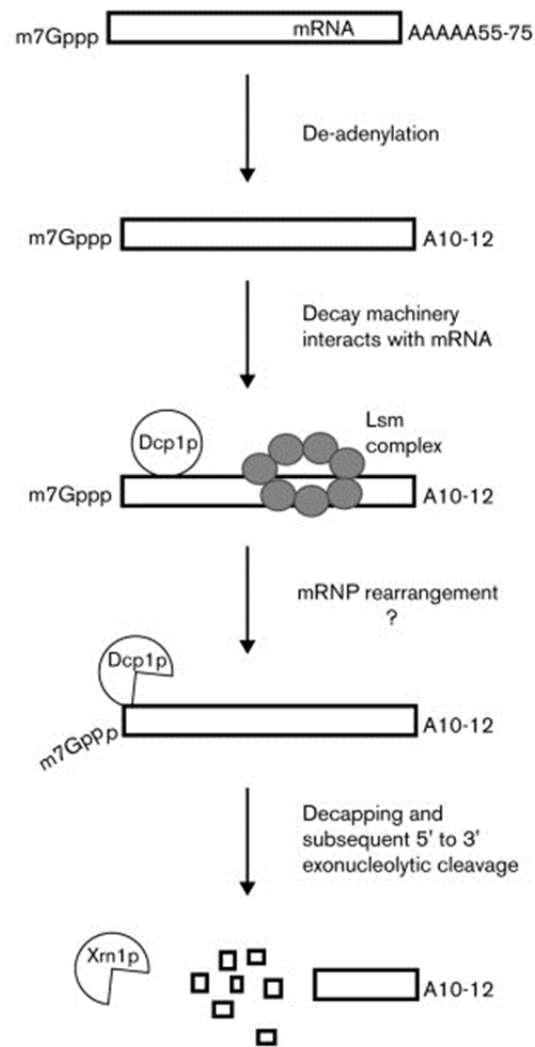 m7Gppp mRNA AAAAA55-75
De-adenylation
m7Gppp A10-12
Decay machinery
interacts with mRNA
Lsm
complex
Dcp1p
m7Gppp A10-12
mRNP rearrangement
?
Dcp1p
m7Gppp A10-12
Decapping and
subsequent 5' to 3'
exonucleolytic cleavage
Xrn1p
A10-12